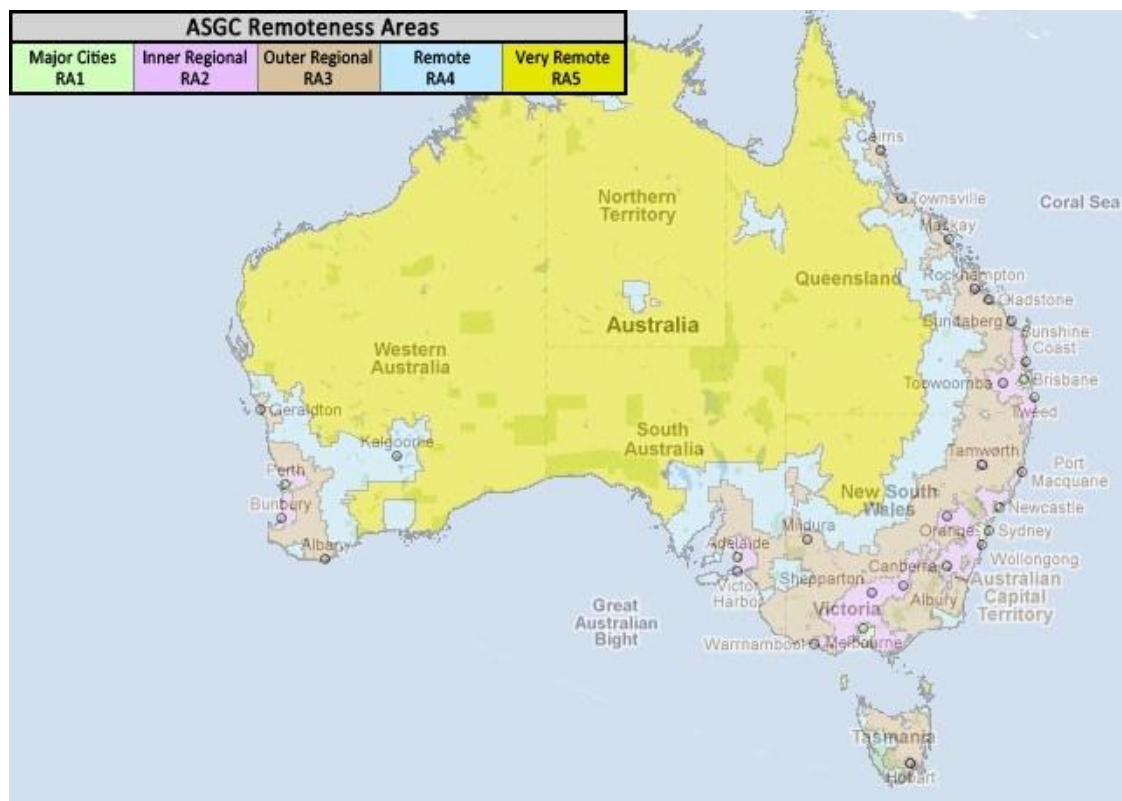 ASGC Remoteness Areas
Major Cities
RA1
Inner Regional
RA2
Outer Regional
RA3
Remote
RA4
Very Remote
RA5
Cairns
Northern
Territory
Townsville
Coral Sea
Mackay
Queensland
Rockhampton
Gladstone
Australia
Bundaberg
Sunshine
Coast
Western
Australia
Toowoomba
Brisbane
Geraldton
Tweed
South
Australia
Kalgoorlie
Tamworth
Port
Macquarie
Perth
New South
Wales
Bunbury
Newcastle
Mildura
Orange
Sydney
Albany
Adelaide
Wollongong
Canberra
Shepparton
Victor
Harbor
Australian
Capital
Territory
Albury
Great
Australian
Bight
Victoria
Warrnambool
Melbourne
Tasmania
Hobart